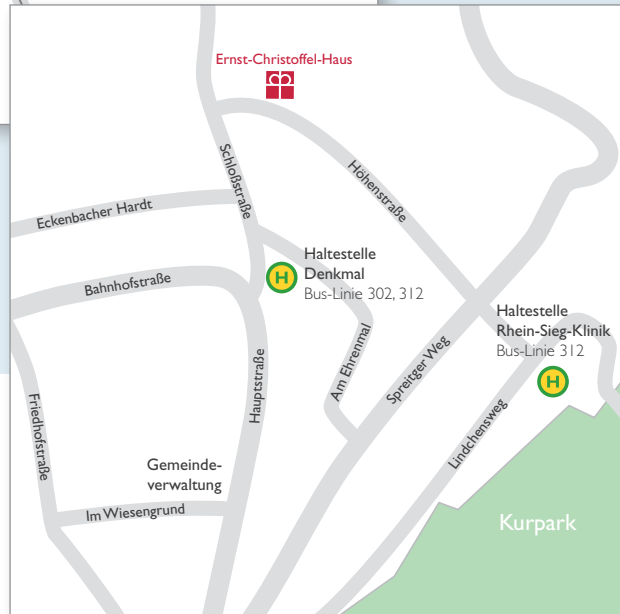 Ernst-Christoffel-Haus
Schloßstraße
Höhenstraße
Eckenbacher Hardt
Haltestelle
Denkmal
Bus-Linie 302, 312
H
Bahnhofstraße
Haltestelle
Rhein-Sieg-Klinik
Bus-Linie 312
H
Am Ehrenmal
Spreitger Weg
Hauptstraße
Friedhofstraße
Lindchensweg
Gemeinde-
verwaltung
Im Wiesengrund
Kurpark